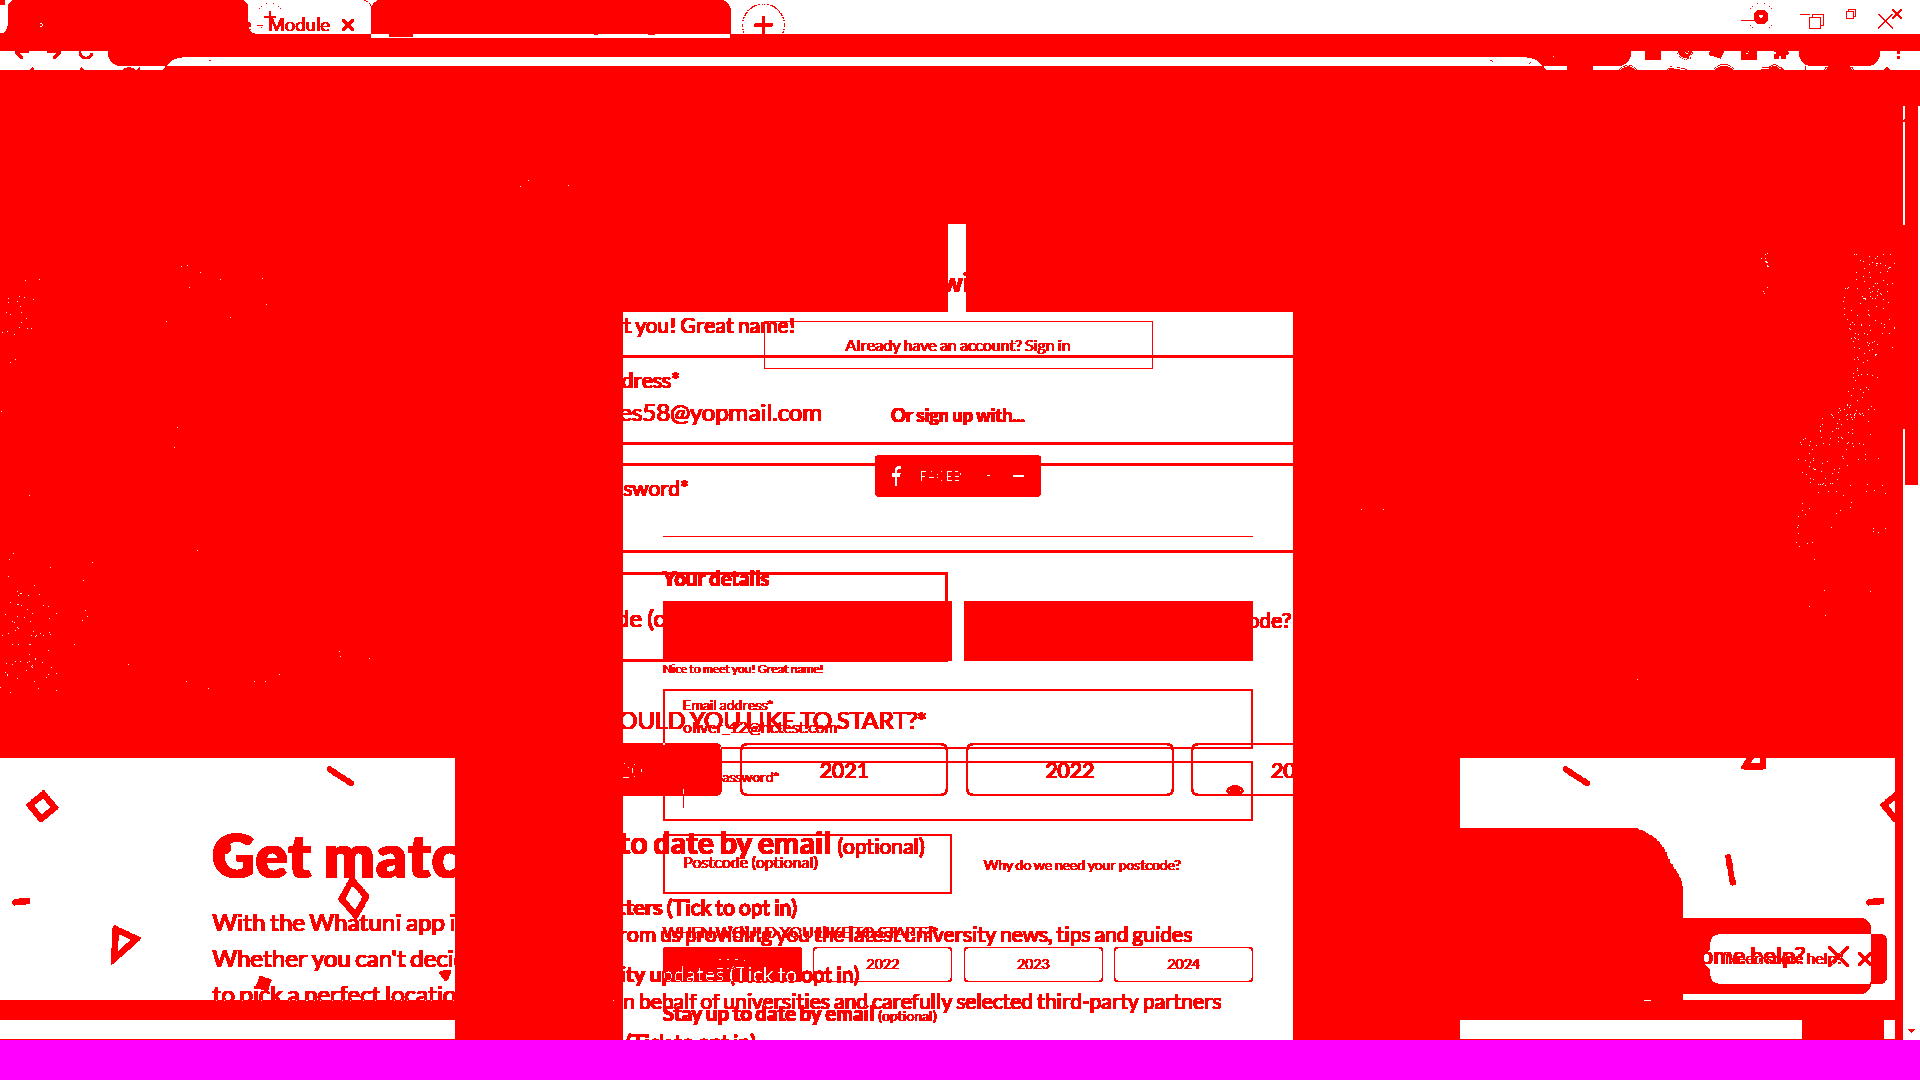 Module
wi
t you! Great name!
Already have an account? Sign in
dress*
es58@yopmail.com
Or sign up with...
sword*
Your details
de (o
ode?
Nice to meet you! Great name!
Email address*
OULD YOU LIKE TO START?*
oliver_12@hctest.com
2021
2022
20
assword*
Get matc
to date by email (optional)
Postcode (optional)
Why do we need your postcode?
With the Whatuni app i
tters (Tick to opt in)
WHEN WOULD YOU LIKE TO START?*
om us providing you the latest university news, tips and guides
Whether you can't deci
2022
2023
2024
ome help?
ity updates (Tick to opt in)
to pick a perfect locatio
n behalf of universities and carefully selected third-party partners
Stay up to date by email (optional)
(Tick to opt in)